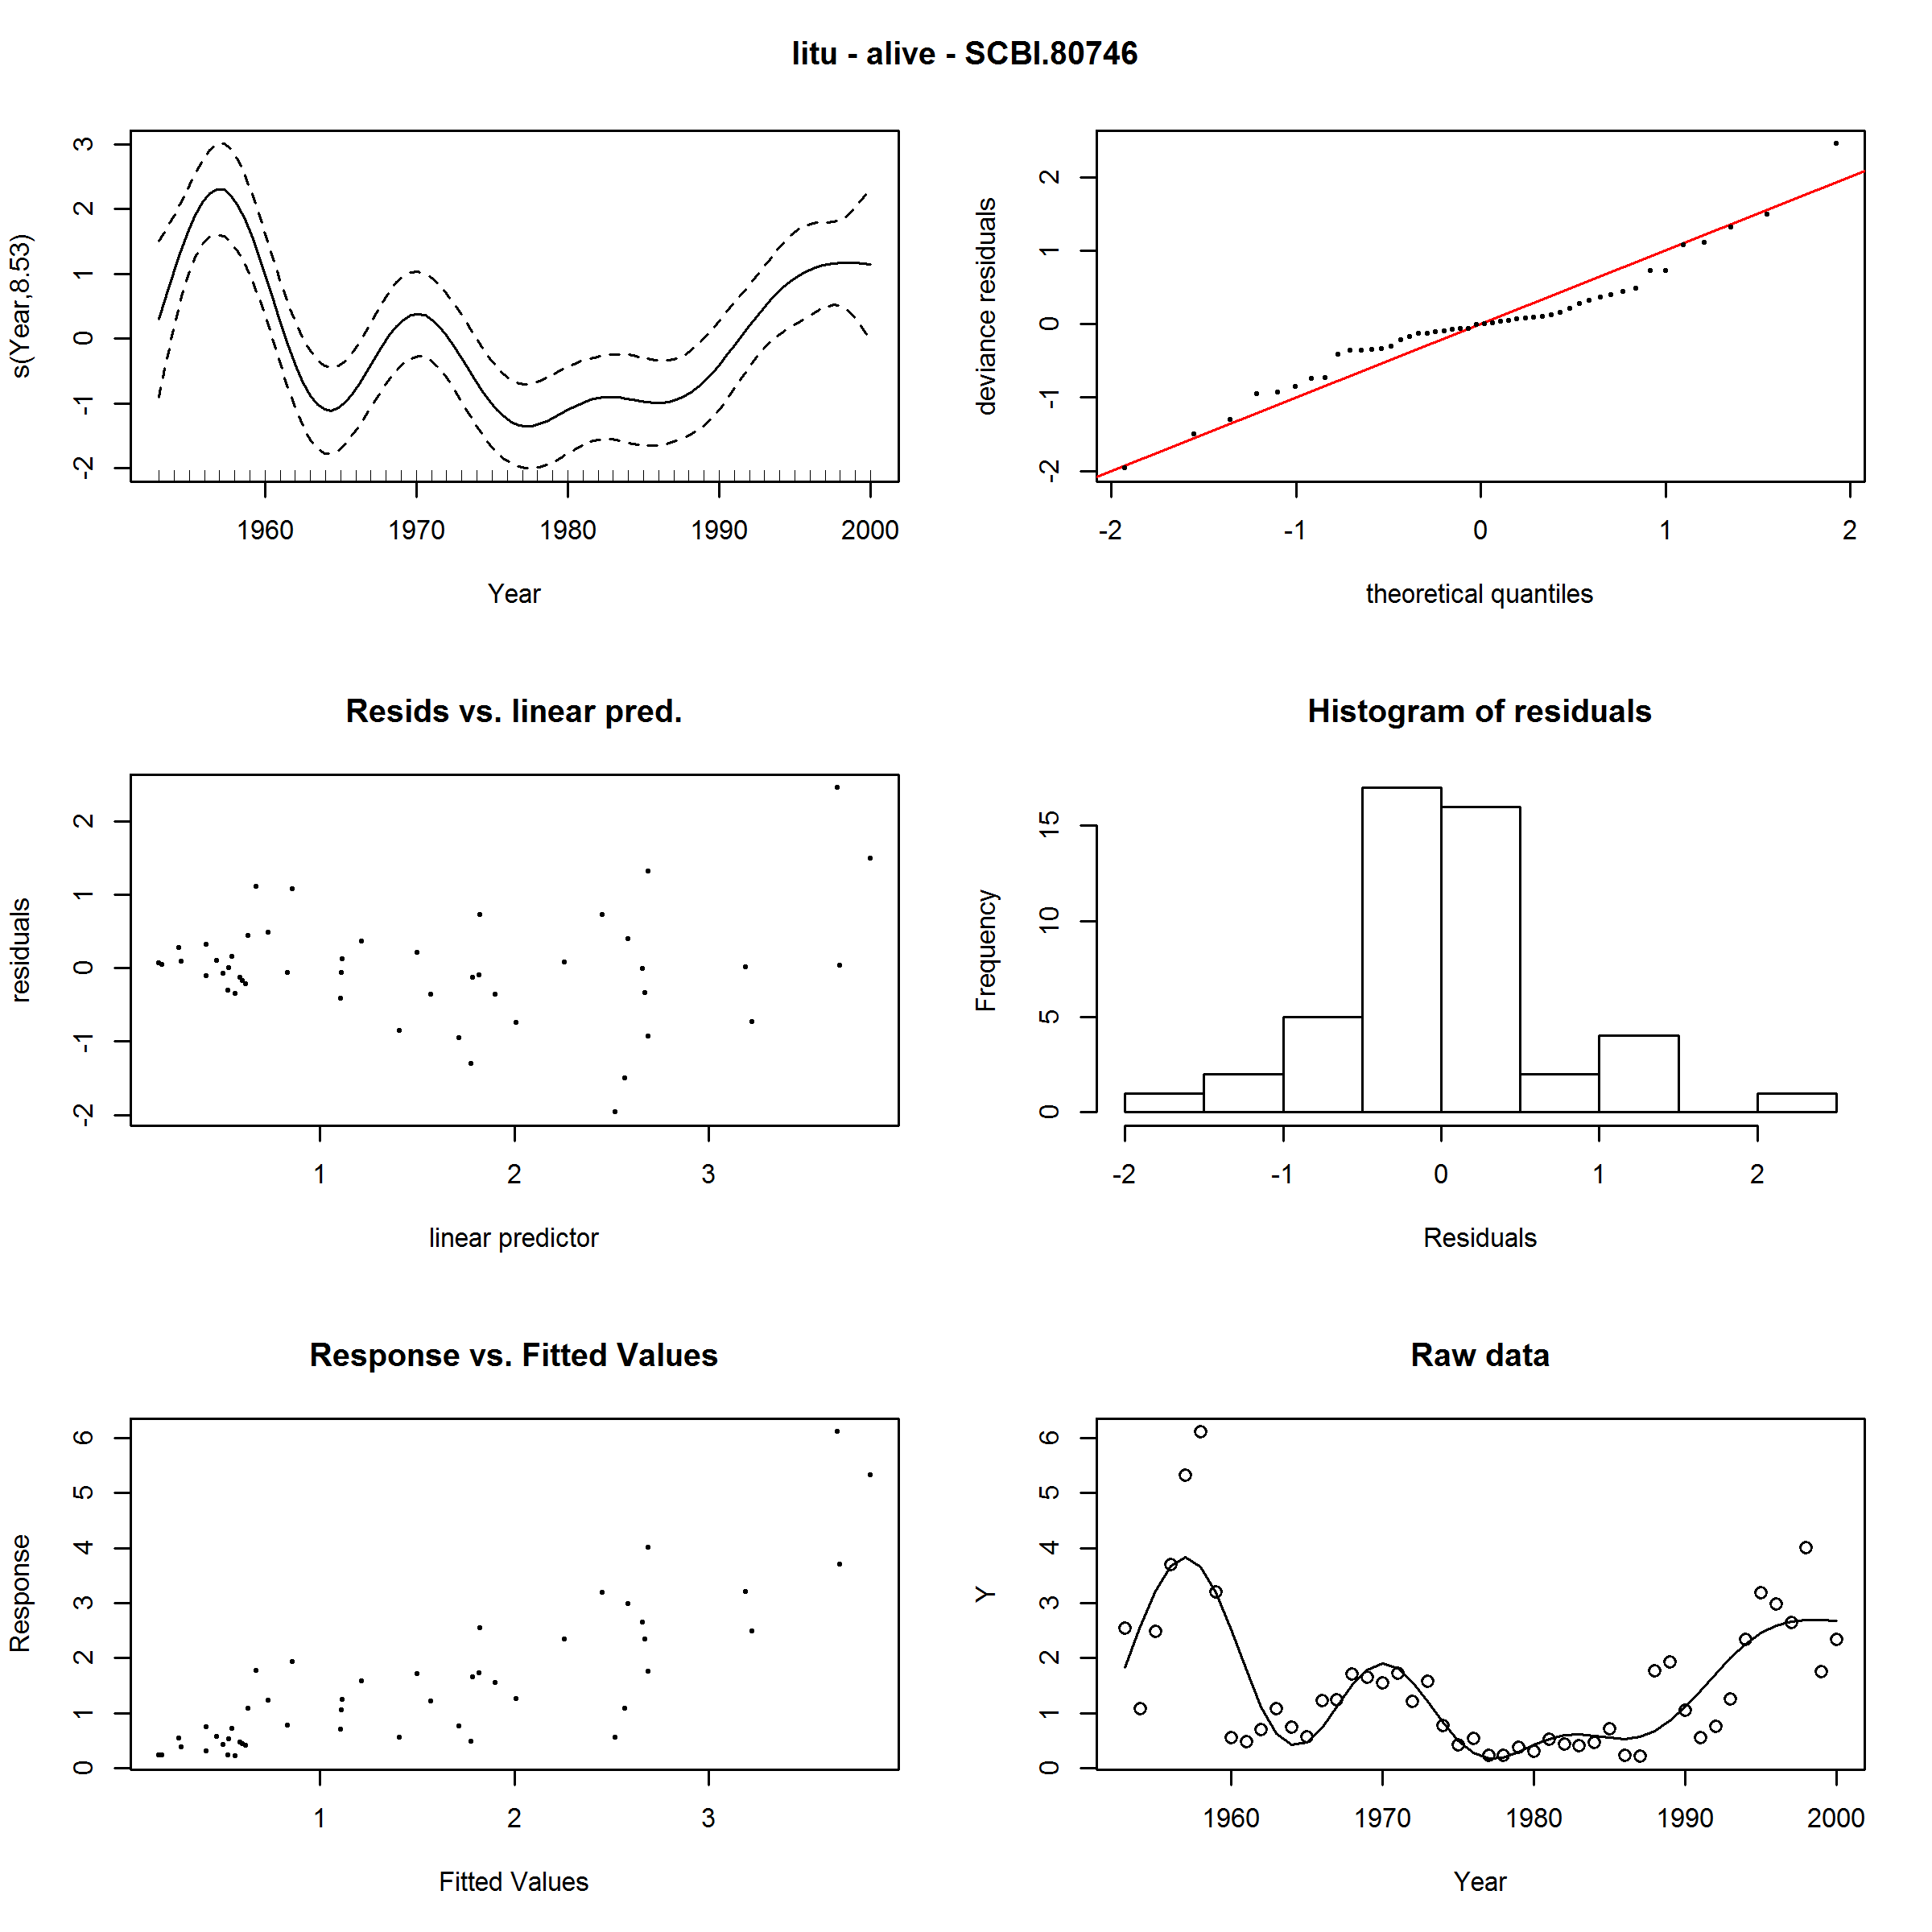 litu - alive - SCBI.80746
s(Year,8.53)
3
2
1
0
-1
-2
1960 1970 1980 1990 2000
Year
deviance residuals
2
1
0
-1
-2
-2 -1 0 1 2
theoretical quantiles
Resids vs. linear pred.
residuals
2
1
0
-1
-2
1 2 3
linear predictor
Histogram of residuals
Frequency
15
10
5
0
-2 -1 0 1 2
Residuals
Response vs. Fitted Values
Response
6
5
4
3
2
1
0
1 2 3
Fitted Values
Raw data
Y
6
5
4
3
2
1
0
1960 1970 1980 1990 2000
Year